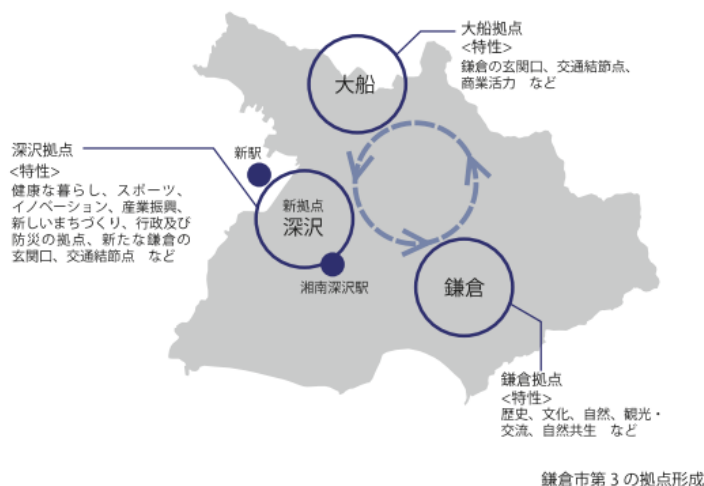 大船拠点
<特性>
鎌倉の玄関口、交通結節点、
商業活力　など
大船
深沢拠点
<特性>
健康な暮らし、スポーツ、
イノベーション、産業振興、
新しいまちづくり、行政及び
防災の拠点、新たな鎌倉の
玄関口、交通結節点　など
新駅
新拠点
深沢
湘南深沢駅
鎌倉
鎌倉拠点
<特性>
歴史、文化、自然、観光・
交流、自然共生　など
鎌倉市第 3 の拠点形成